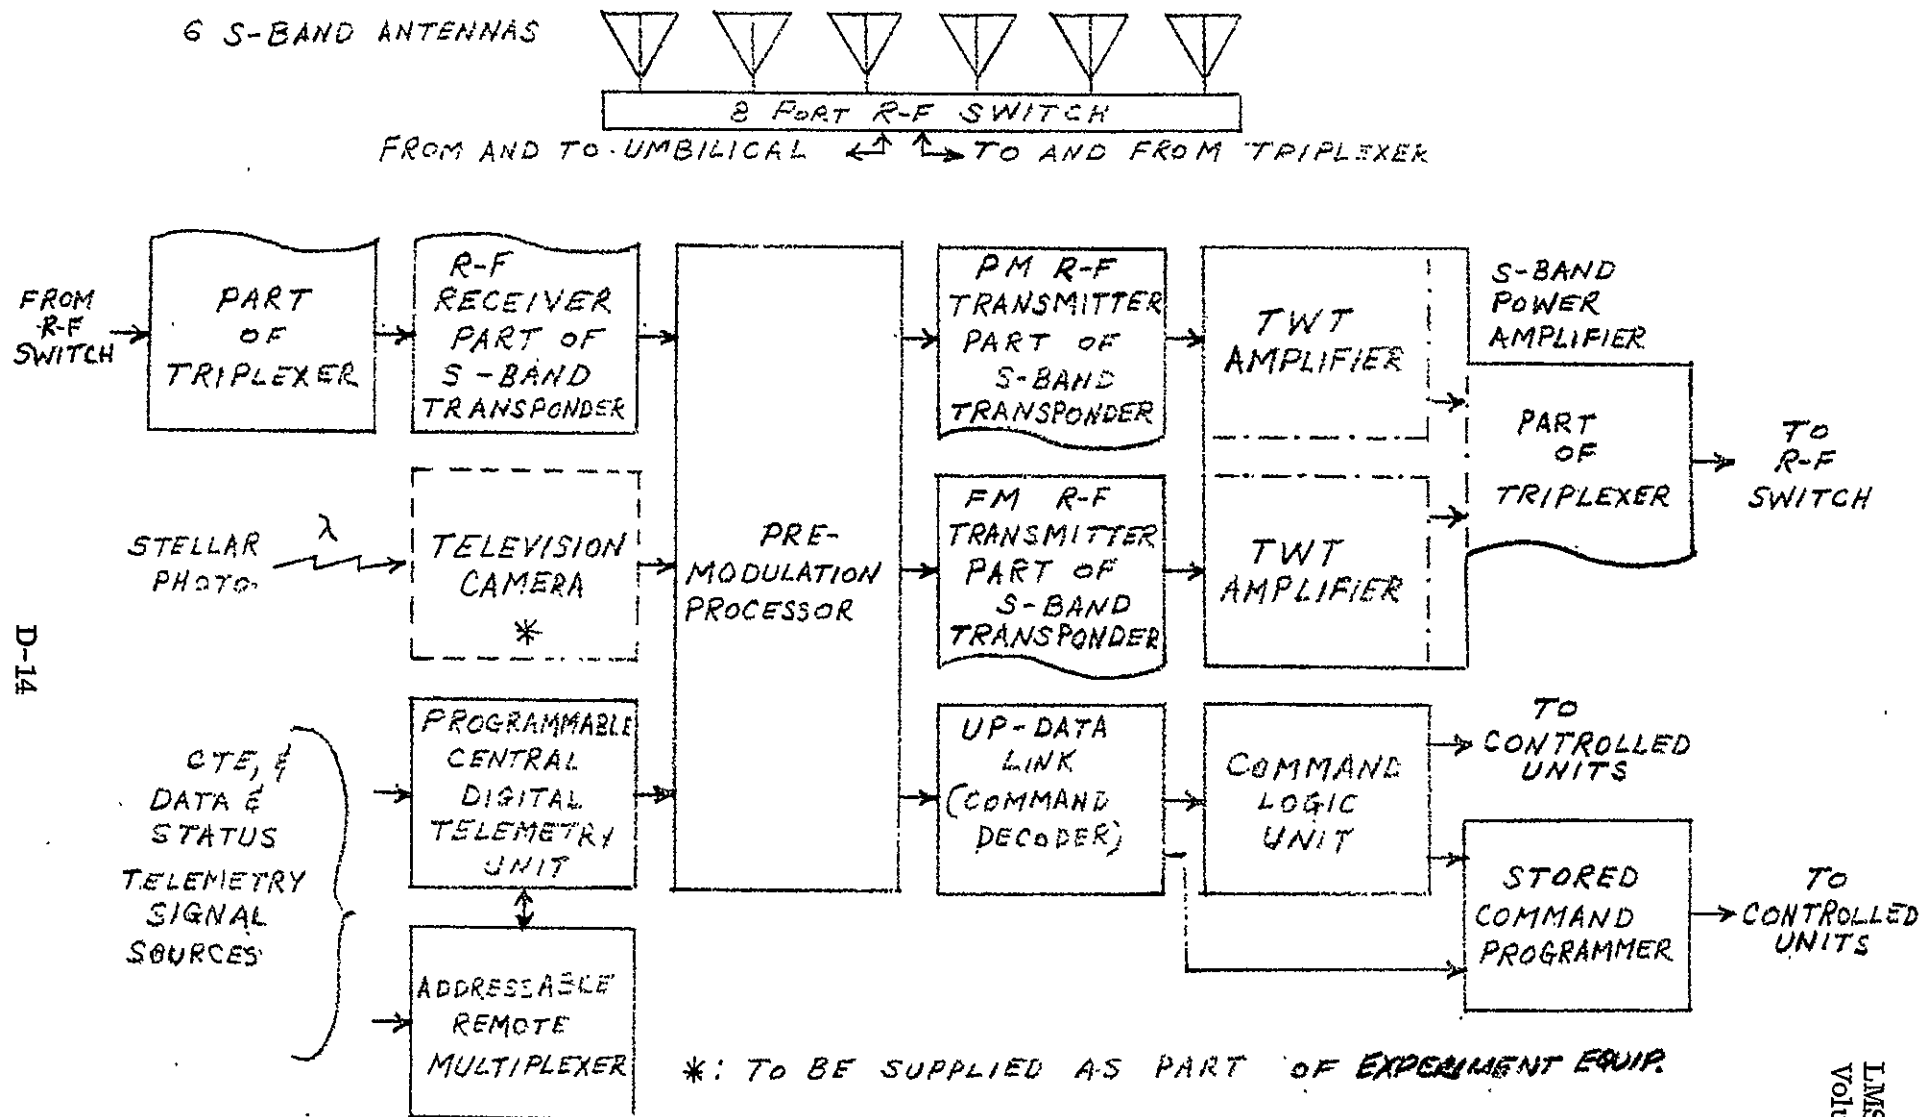 6 S-BAND ANTENNAS
8 PORT R-F SWITCH
FROM AND TO UMBILICAL
TO AND FROM TRIPLEXER
FROM
R-F
SWITCH
PART
OF
TRIPLEXER
R-F
RECEIVER
PART OF
S-BAND
TRANSPONDER
PRE-
MODULATION
PROCESSOR
PM R-F
TRANSMITTER
PART OF
S-BAND
TRANSPONDER
TWT
AMPLIFIER
S-BAND
POWER
AMPLIFIER
PART
OF
TRIPLEXER
TO
R-F
SWITCH
STELLAR
PHOTO.
λ
TELEVISION
CAMERA
*
FM R-F
TRANSMITTER
PART OF
S-BAND
TRANSPONDER
TWT
AMPLIFIER
CTE, &
DATA &
STATUS
TELEMETRY
SIGNAL
SOURCES
PROGRAMMABLE
CENTRAL
DIGITAL
TELEMETRY
UNIT
UP-DATA
LINK
(COMMAND
DECODER)
COMMAND
LOGIC
UNIT
TO
CONTROLLED
UNITS
STORED
COMMAND
PROGRAMMER
TO
CONTROLLED
UNITS
ADDRESSABLE
REMOTE
MULTIPLEXER
*: TO BE SUPPLIED AS PART OF EXPERIMENT EQUIP.
D-14